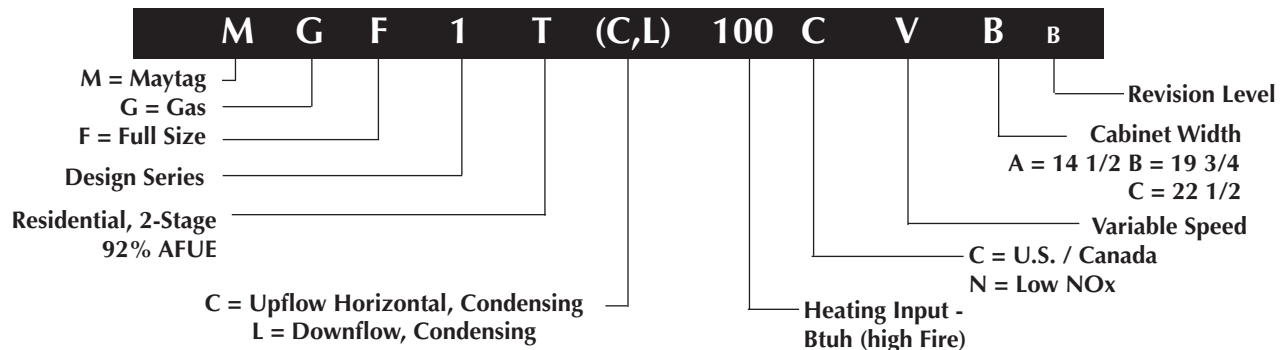 M G F 1 T (C,L) 100 C V B B
M = Maytag
G = Gas
F = Full Size
Design Series
Residential, 2-Stage
92% AFUE
C = Upflow Horizontal, Condensing
L = Downflow, Condensing
Revision Level
Cabinet Width
A = 14 1/2 B = 19 3/4
C = 22 1/2
Variable Speed
C = U.S. / Canada
N = Low NOx
Heating Input -
Btuh (high Fire)